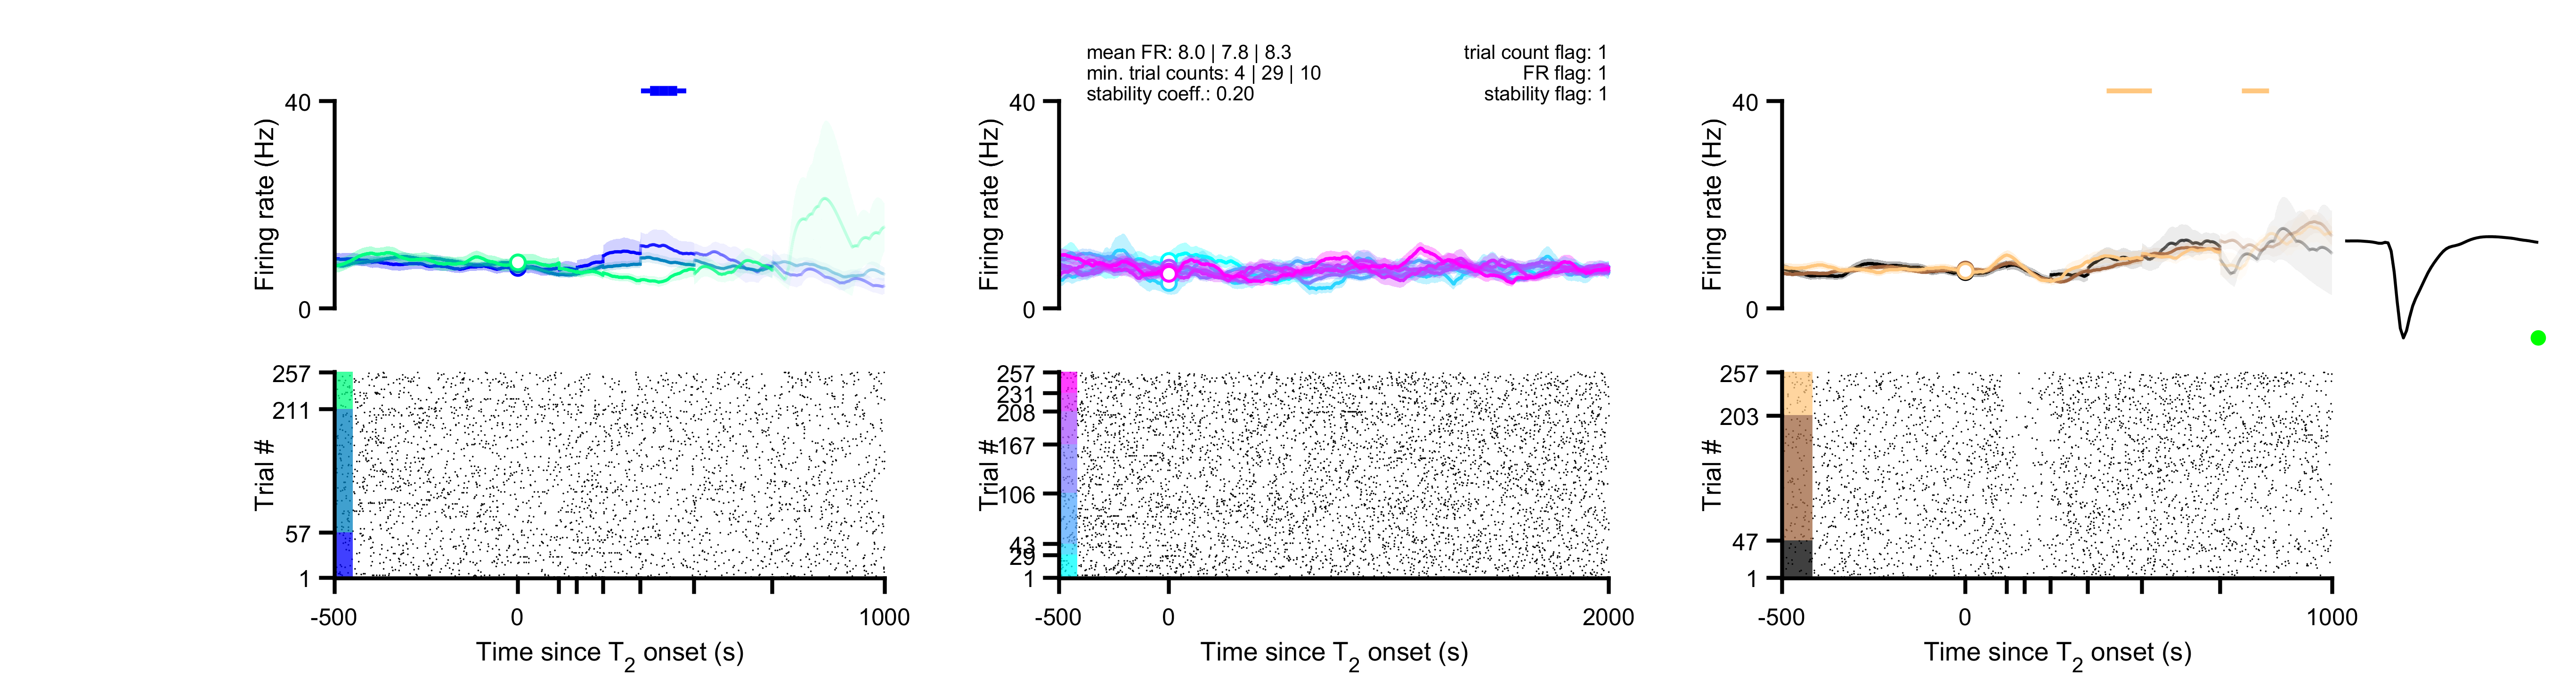 mean FR: 8.0 | 7.8 | 8.3
min. trial counts: 4 | 29 | 10
stability coeff.: 0.20
trial count flag: 1
FR flag: 1
stability flag: 1
40
Firing rate (Hz)
0
257
211
Trial #
57
1
-500
0
1000
Time since T2 onset (s)
40
Firing rate (Hz)
0
257
231
208
167
Trial #
106
43
29
1
-500
0
2000
Time since T2 onset (s)
40
Firing rate (Hz)
0
257
203
Trial #
47
1
-500
0
1000
Time since T2 onset (s)